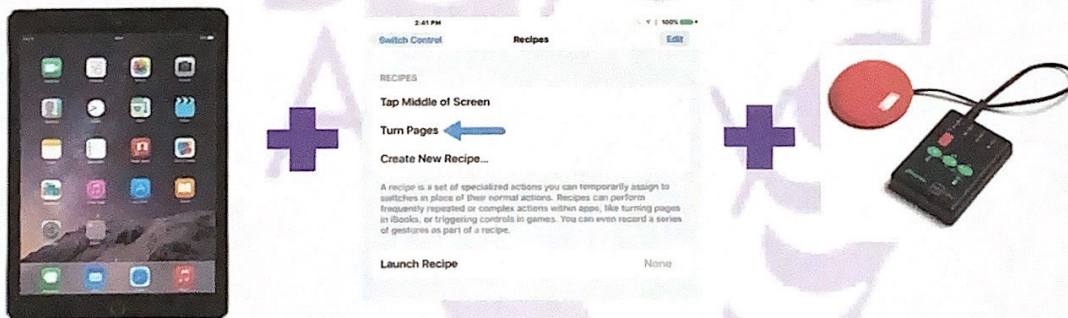 2:41 PM
100%
Switch Control Recipes Edit
RECIPES
Tap Middle of Screen
Turn Pages
Create New Recipe...
A recipe is a set of specialized actions you can temporarily assign to
switches in place of their normal actions. Recipes can perform
frequently repeated or complex actions within apps, like turning pages
in iBooks, or triggering controls in games. You can even record a series
of gestures as part of a recipe.
Launch Recipe None